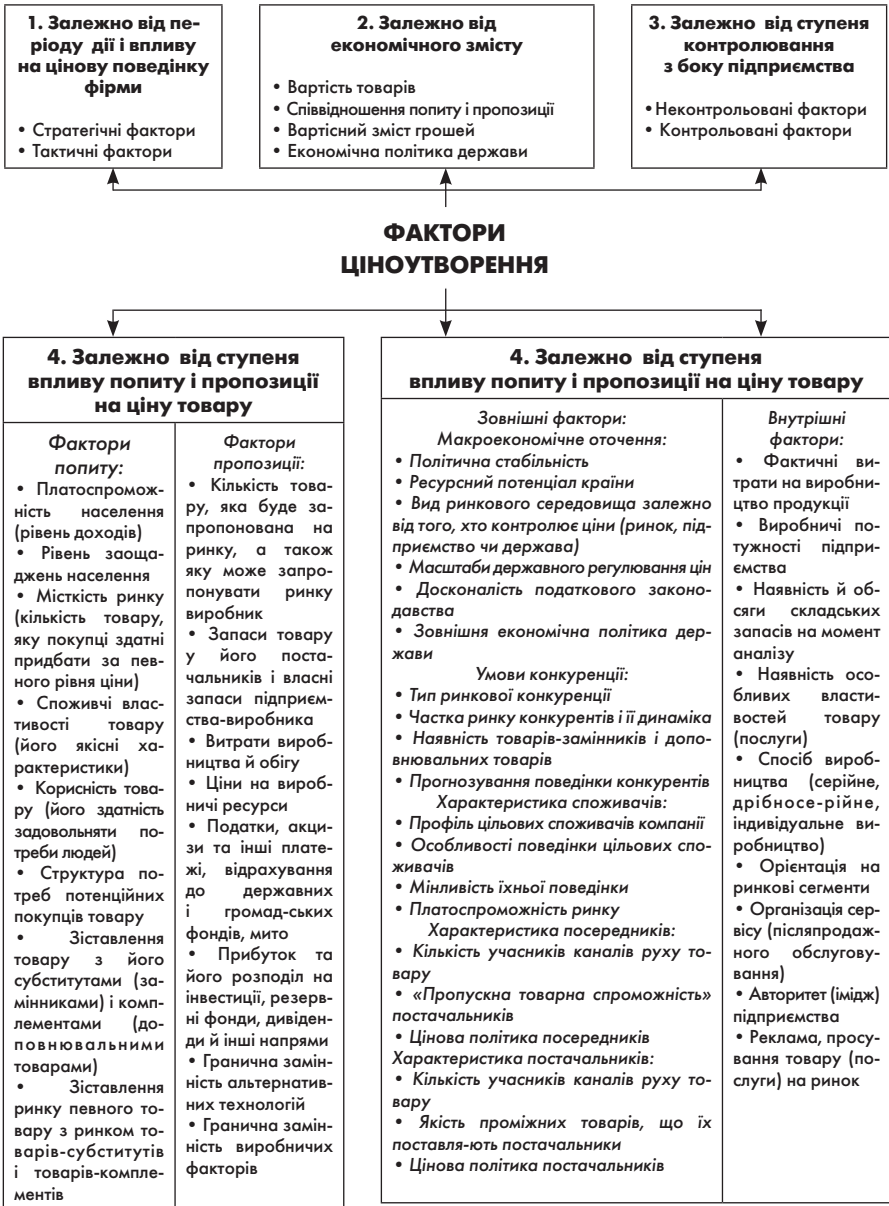 1. Залежно від пе-
ріоду дії і впливу
на цінову поведінку
фірми
• Стратегічні фактори
• Тактичні фактори
2. Залежно від
економічного змісту
• Вартість товарів
• Співвідношення попиту і пропозиції
• Вартісний зміст грошей
• Економічна політика держави
3. Залежно від ступеня
контролювання
з боку підприємства
•Неконтрольовані фактори
• Контрольовані фактори
ФАКТОРИ
ЦІНОУТВОРЕННЯ
4. Залежно від ступеня
впливу попиту і пропозиції
на ціну товару
Фактори
попиту:
• Платоспромож-
ність населення
(рівень доходів)
• Рівень заоща-
джень населення
• Місткість ринку
(кількість товару,
яку покупці здатні
придбати за пев-
ного рівня ціни)
• Споживчі влас-
тивості товару
(його якісні ха-
рактеристики)
• Корисність това-
ру (його здатність
задовольняти по-
треби людей)
• Структура по-
треб потенційних
покупців товару
• Зіставлення
товару з його
субститутами (за-
мінниками) і комп-
лементами (до-
повнювальними
товарами)
• Зіставлення
ринку певного то-
вару з ринком то-
варів-субститутів
і товарів-компле-
ментів
Фактори
пропозиції:
• Кількість това-
ру, яка буде за-
пропонована на
ринку, а також
яку може запро-
понувати ринку
виробник
• Запаси товару
у його поста-
чальників і власні
запаси підприєм-
ства-виробника
• Витрати вироб-
ництва й обігу
• Ціни на вироб-
ничі ресурси
• Податки, акци-
зи та інші плате-
жі, відрахування
до державних
і громад-ських
фондів, мито
• Прибуток та
його розподіл на
інвестиції, резерв-
ні фонди, дивіден-
ди й інші напрями
• Гранична замін-
ність альтернатив-
них технологій
• Гранична замін-
ність виробничих
факторів
4. Залежно від ступеня
впливу попиту і пропозиції на ціну товару
Зовнішні фактори:
Макроекономічне оточення:
• Політична стабільність
• Ресурсний потенціал країни
• Вид ринкового середовища залежно
від того, хто контролює ціни (ринок, під-
приємство чи держава)
• Масштаби державного регулювання цін
• Досконалість податкового законо-
давства
• Зовнішня економічна політика дер-
жави
Умови конкуренції:
• Тип ринкової конкуренції
• Частка ринку конкурентів і її динаміка
• Наявність товарів-замінників і допо-
внювальних товарів
• Прогнозування поведінки конкурентів
Характеристика споживачів:
• Профіль цільових споживачів компанії
• Особливості поведінки цільових спо-
живачів
• Мінливість їхньої поведінки
• Платоспроможність ринку
Характеристика посередників:
• Кількість учасників каналів руху то-
вару
• «Пропускна товарна спроможність»
постачальників
• Цінова політика посередників
Характеристика постачальників:
• Кількість учасників каналів руху то-
вару
• Якість проміжних товарів, що їх
поставля-ють постачальники
• Цінова політика постачальників
Внутрішні
фактори:
• Фактичні ви-
трати на виробни-
цтво продукції
• Виробничі по-
тужності підпри-
ємства
• Наявність й об-
сяги складських
запасів на момент
аналізу
• Наявність осо-
бливих власти-
востей товару
(послуги)
• Спосіб вироб-
ництва (серійне,
дрібносе-рійне,
індивідуальне ви-
робництво)
• Орієнтація на
ринкові сегменти
• Організація сер-
вісу (післяпродаж-
ного обслугову-
вання)
• Авторитет (імідж)
підприємства
• Реклама, просу-
вання товару (по-
слуги) на ринок